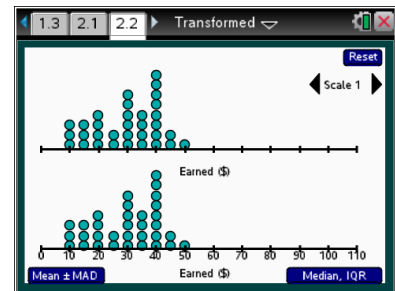 1.3 2.1 2.2 Transformed
Reset
Scale 1
Earned ($)
0 10 20 30 40 50 60 70 80 90 100 110
Mean ± MAD Earned ($) Median, IQR